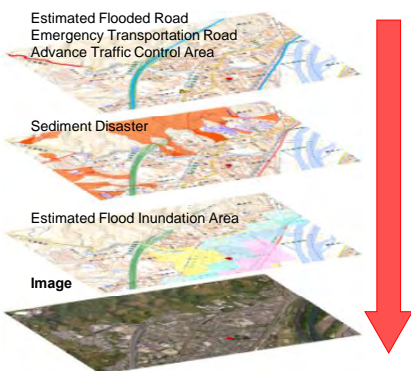 Estimated Flooded Road
Emergency Transportation Road
Advance Traffic Control Area
Sediment Disaster
Estimated Flood Inundation Area
Image